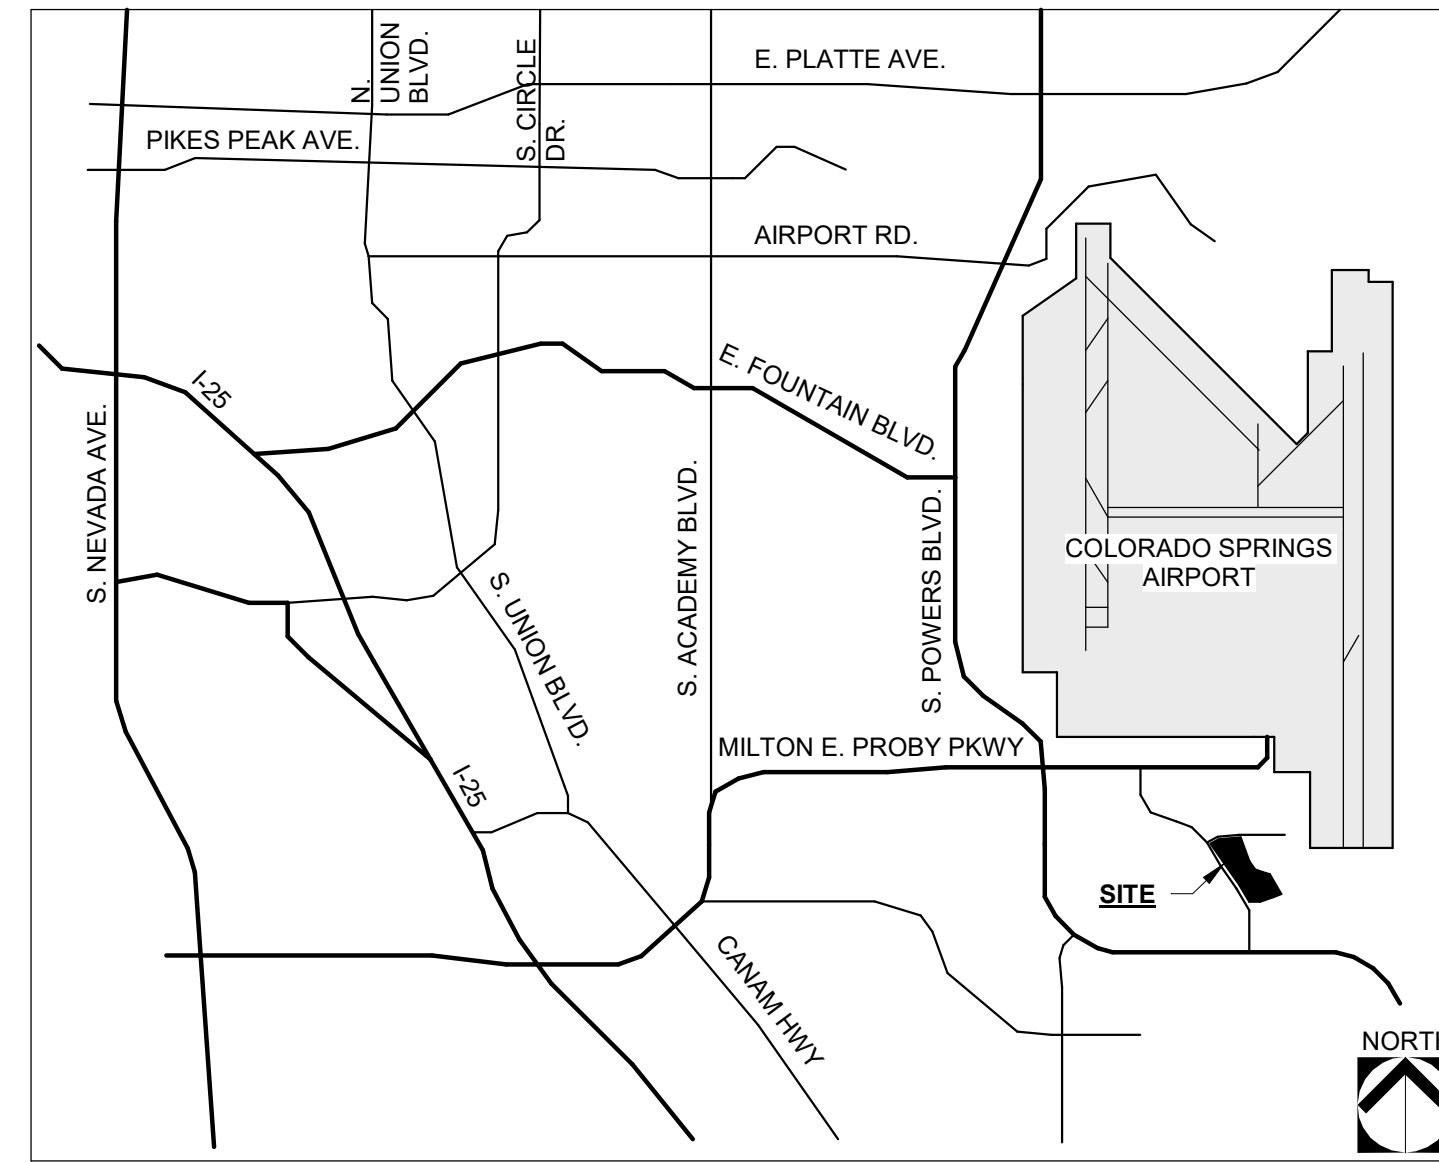 N.
UNION
BLVD.
S. CIRCLE
DR.
E. PLATTE AVE.
PIKES PEAK AVE.
AIRPORT RD.
I-25
E. FOUNTAIN BLVD.
S. NEVADA AVE.
S. ACADEMY BLVD.
S. POWERS BLVD.
COLORADO SPRINGS
AIRPORT
S. UNION BLVD.
MILTON E. PROBY PKWY
I-25
SITE
CANAM HWY
NORTH